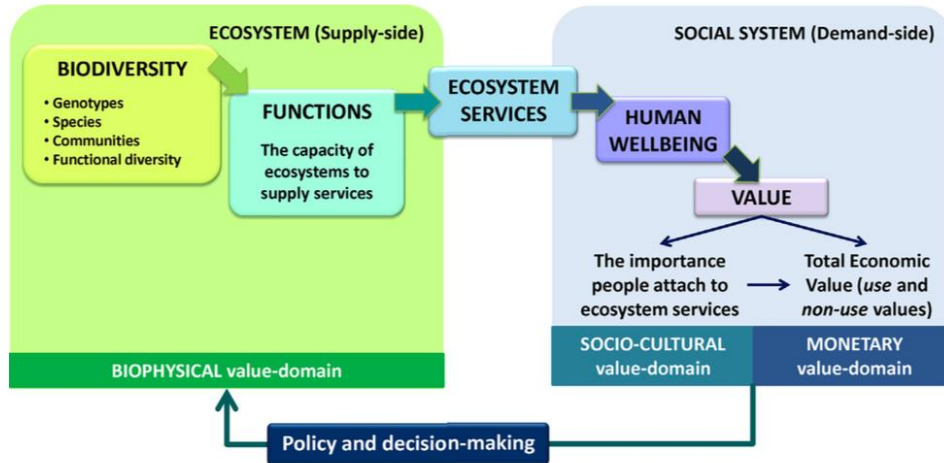 ECOSYSTEM (Supply-side)
BIODIVERSITY
• Genotypes
• Species
• Communities
• Functional diversity
FUNCTIONS
The capacity of
ecosystems to
supply services
ECOSYSTEM
SERVICES
SOCIAL SYSTEM (Demand-side)
HUMAN
WELLBEING
VALUE
The importance
people attach to
ecosystem services
Total Economic
Value (use and
non-use values)
BIOPHYSICAL value-domain
SOCIO-CULTURAL
value-domain
MONETARY
value-domain
Policy and decision-making